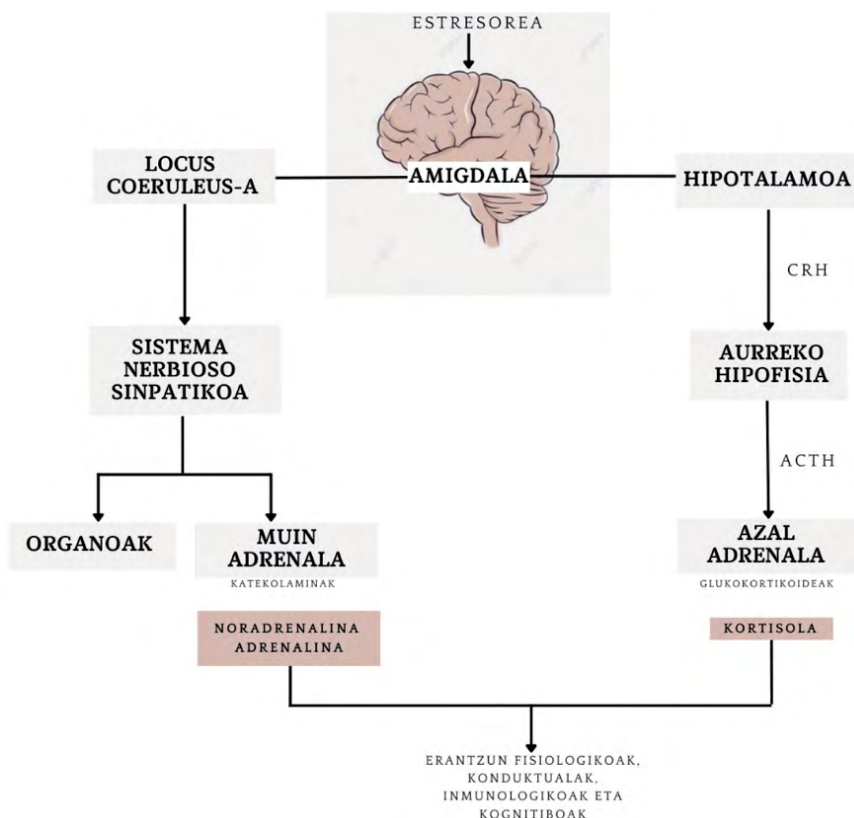 ESTRESOREA
LOCUS
COERULEUS-A
AMIGDALA
HIPOTALAMOA
CRH
SISTEMA
NERBIOSO
SINPATIKOA
AURREKO
HIPOFISIA
ACTH
ORGANOAK
MUIN
ADRENALA
KATEKOLAMINAK
AZAL
ADRENALA
GLUKOKORTIKOIDEAK
NORADRENALINA
ADRENALINA
KORTISOLA
ERANTZUN FISIOLOGIKOAK,
KONDUKTUALAK,
INMUNOLOGIKOAK ETA
KOGNITIBOAK